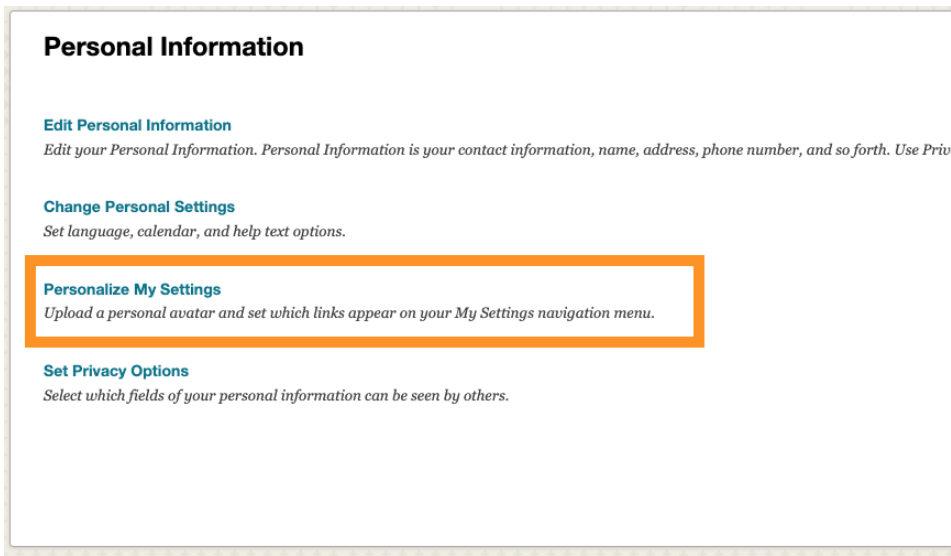 Personal Information
Edit Personal Information
Edit your Personal Information. Personal Information is your contact information, name, address, phone number, and so forth. Use Priv
Change Personal Settings
Set language, calendar, and help text options.
Personalize My Settings
Upload a personal avatar and set which links appear on your My Settings navigation menu.
Set Privacy Options
Select which fields of your personal information can be seen by others.